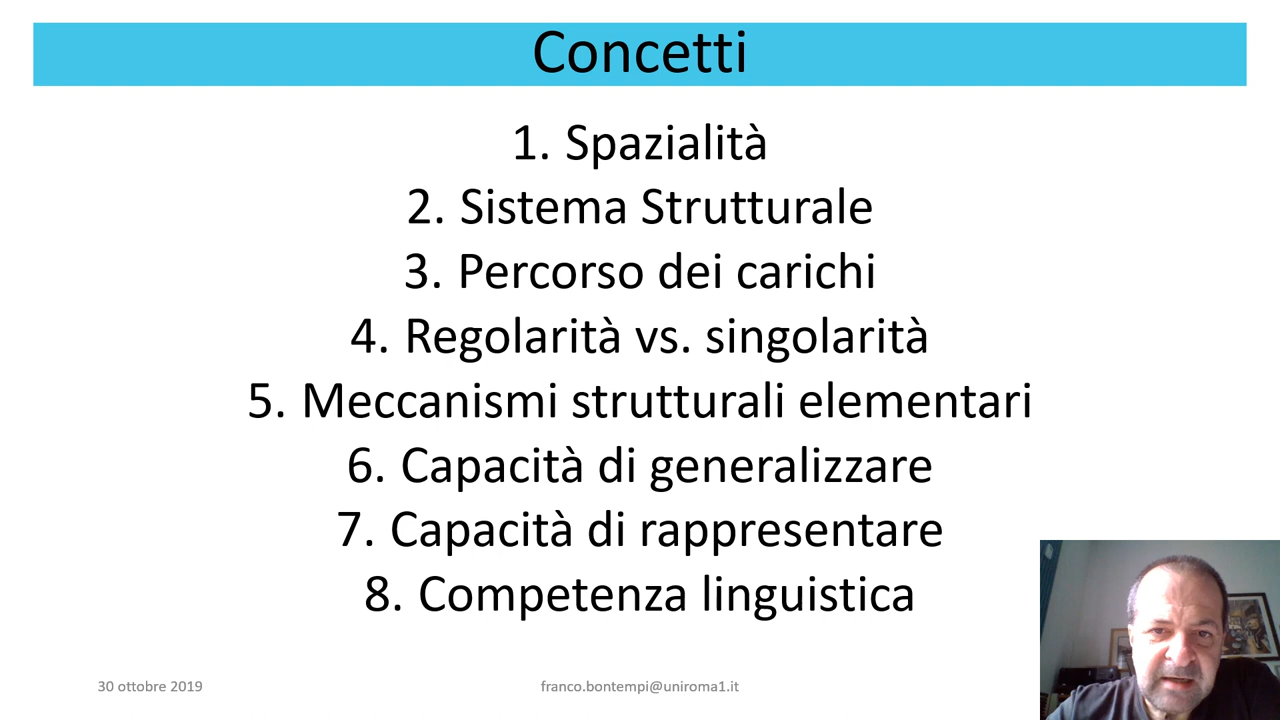 Concetti
1. Spazialità
2. Sistema Strutturale
3. Percorso dei carichi
4. Regolarità vs. singolarità
5. Meccanismi strutturali elementari
6. Capacità di generalizzare
7. Capacità di rappresentare
8. Competenza linguistica
30 ottobre 2019
franco.bontempi@uniroma1.it